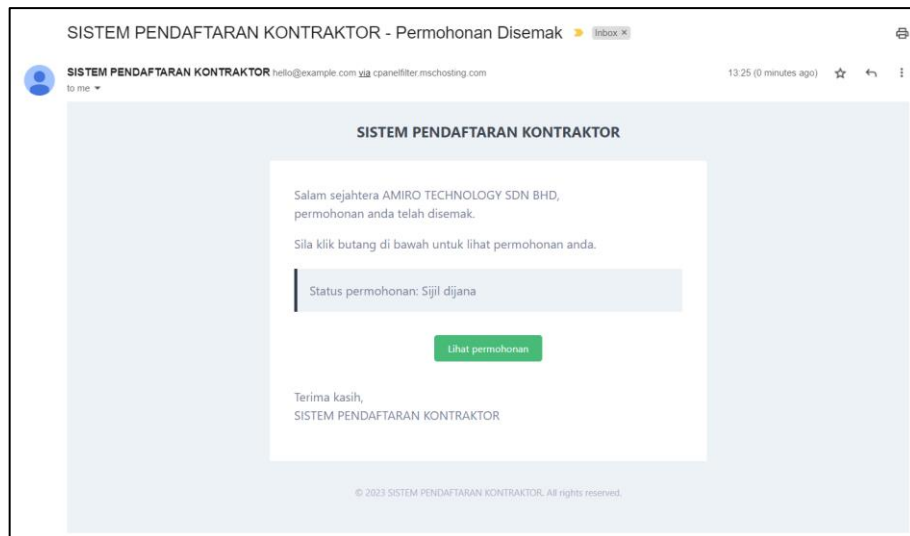 SISTEM PENDAFTARAN KONTRAKTOR - Permohonan Disemak Inbox ×
SISTEM PENDAFTARAN KONTRAKTOR hello@example.com via cpanelfilter.mschosting.com 13:25 (0 minutes ago)
to me
SISTEM PENDAFTARAN KONTRAKTOR
Salam sejahtera AMIRO TECHNOLOGY SDN BHD,
permohonan anda telah disemak.
Sila klik butang di bawah untuk lihat permohonan anda.
Status permohonan: Sijil dijana
Lihat permohonan
Terima kasih,
SISTEM PENDAFTARAN KONTRAKTOR
© 2023 SISTEM PENDAFTARAN KONTRAKTOR. All rights reserved.